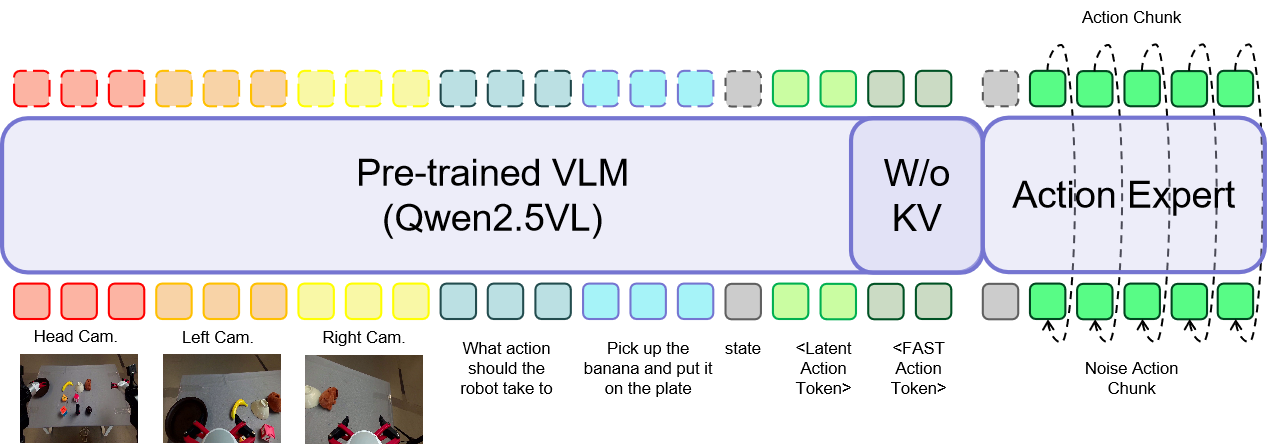 Action Chunk
Pre-trained VLM
(Qwen2.5VL)
W/o
KV
Action Expert
Head Cam.
Left Cam.
Right Cam.
What action
should the
robot take to
Pick up the
banana and put it
on the plate
state
<Latent
Action
Token>
<FAST
Action
Token>
Noise Action
Chunk